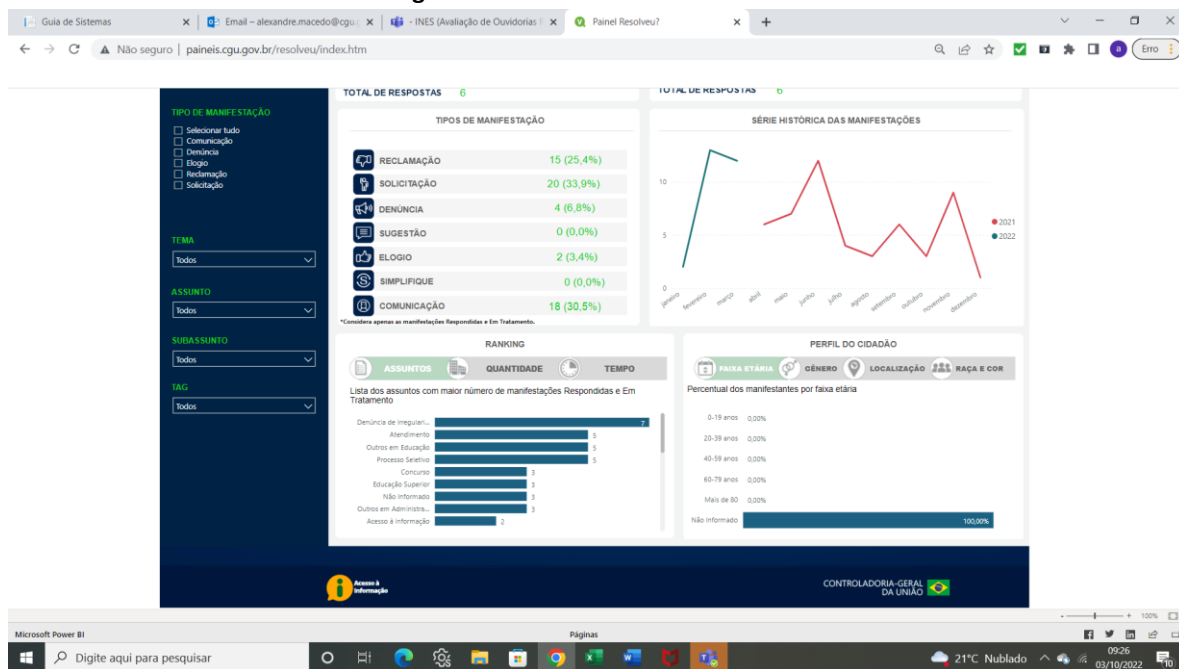 Guia de Sistemas
Email – alexandre.macedo@cgu.g
- INES (Avaliação de Ouvidorias
Painel Resolveu?
Não seguro | paineis.cgu.gov.br/resolveu/index.htm
Erro
TOTAL DE RESPOSTAS 6
TOTAL DE RESPOSTAS 6
TIPO DE MANIFESTAÇÃO
Selecionar tudo
Comunicação
Denúncia
Elogio
Reclamação
Solicitação
TEMA
Todos
ASSUNTO
Todos
SUBASSUNTO
Todos
TAG
Todos
TIPOS DE MANIFESTAÇÃO
RECLAMAÇÃO 15 (25,4%)
SOLICITAÇÃO 20 (33,9%)
DENÚNCIA 4 (6,8%)
SUGESTÃO 0 (0,0%)
ELOGIO 2 (3,4%)
SIMPLIFIQUE 0 (0,0%)
COMUNICAÇÃO 18 (30,5%)
*Considera apenas as manifestações Respondidas e Em Tratamento.
SÉRIE HISTÓRICA DAS MANIFESTAÇÕES
10
5
0
janeiro fevereiro março abril maio junho julho agosto setembro outubro novembro dezembro
2021
2022
RANKING
ASSUNTOS QUANTIDADE TEMPO
Lista dos assuntos com maior número de manifestações Respondidas e Em
Tratamento
Denúncia de Irregulari... 7
Atendimento 5
Outros em Educação 5
Processo Seletivo 5
Concurso 3
Educação Superior 3
Não Informado 3
Outros em Administra... 3
Acesso à informação 2
PERFIL DO CIDADÃO
FAIXA ETÁRIA GÊNERO LOCALIZAÇÃO RAÇA E COR
Percentual dos manifestantes por faixa etária
0-19 anos 0,00%
20-39 anos 0,00%
40-59 anos 0,00%
60-79 anos 0,00%
Mais de 80 0,00%
Não Informado 100,00%
Acesso à
Informação
CONTROLADORIA-GERAL
DA UNIÃO
- + 100%
Microsoft Power BI
Páginas
Digite aqui para pesquisar
21°C Nublado
09:26
03/10/2022
10